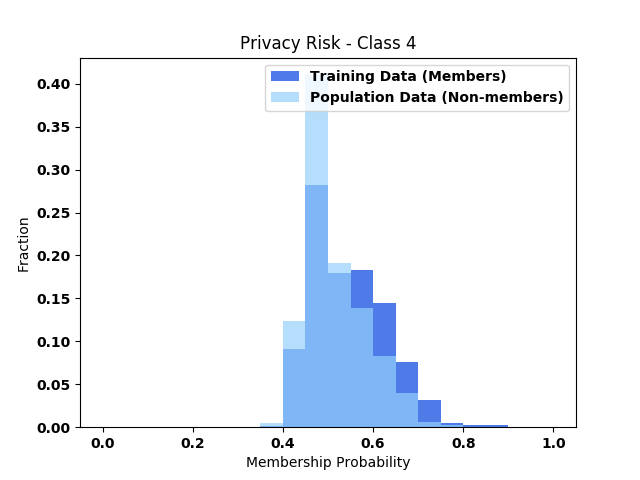 Privacy Risk - Class 4
Training Data (Members)
Population Data (Non-members)
0.40
0.35
0.30
0.25
0.20
0.15
0.10
0.05
0.00
Fraction
0.0 0.2 0.4 0.6 0.8 1.0
Membership Probability